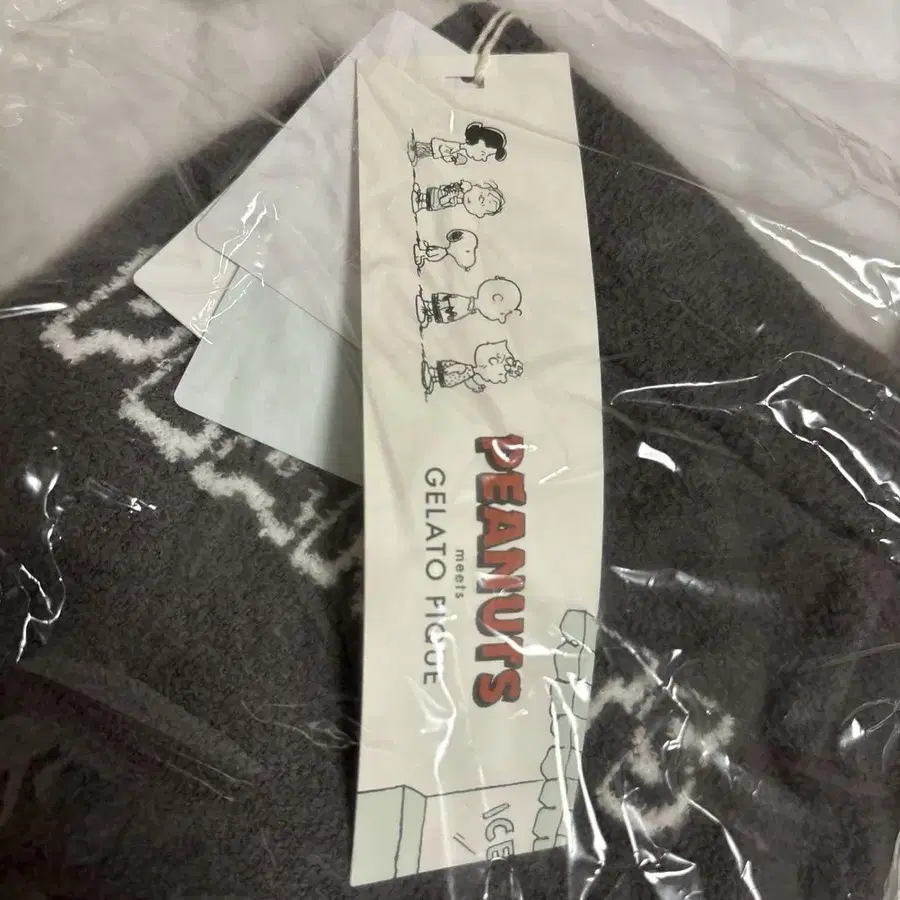 PEANUTS
meets
GELATO PIQUE
ICE